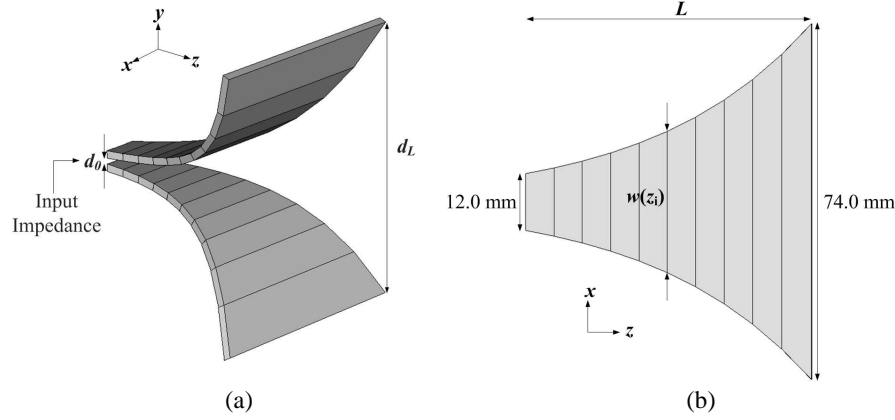 y
x
z
d0
Input
Impedance
dL
(a)
L
12.0 mm
w(zi)
74.0 mm
x
z
(b)